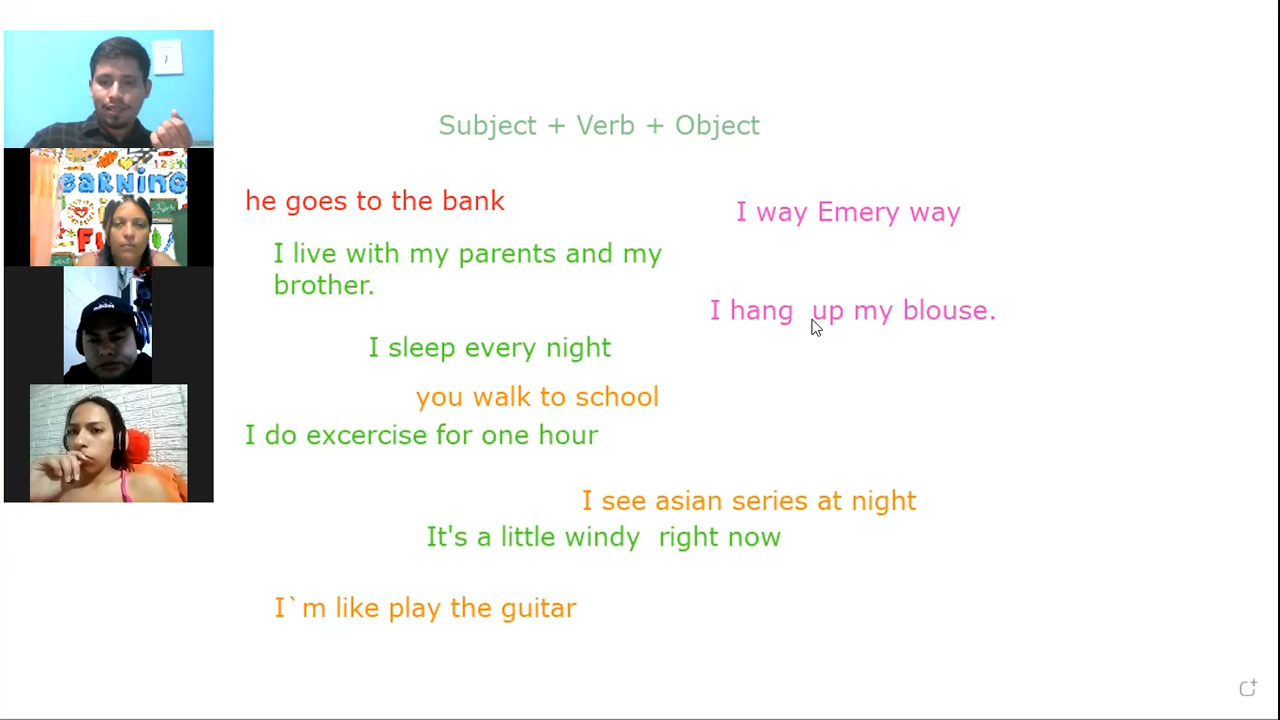 Subject + Verb + Object
he goes to the bank
I way Emery way
I live with my parents and my
brother.
I hang  up my blouse.
I sleep every night
you walk to school
I do excercise for one hour
I see asian series at night
It's a little windy  right now
I`m like play the guitar